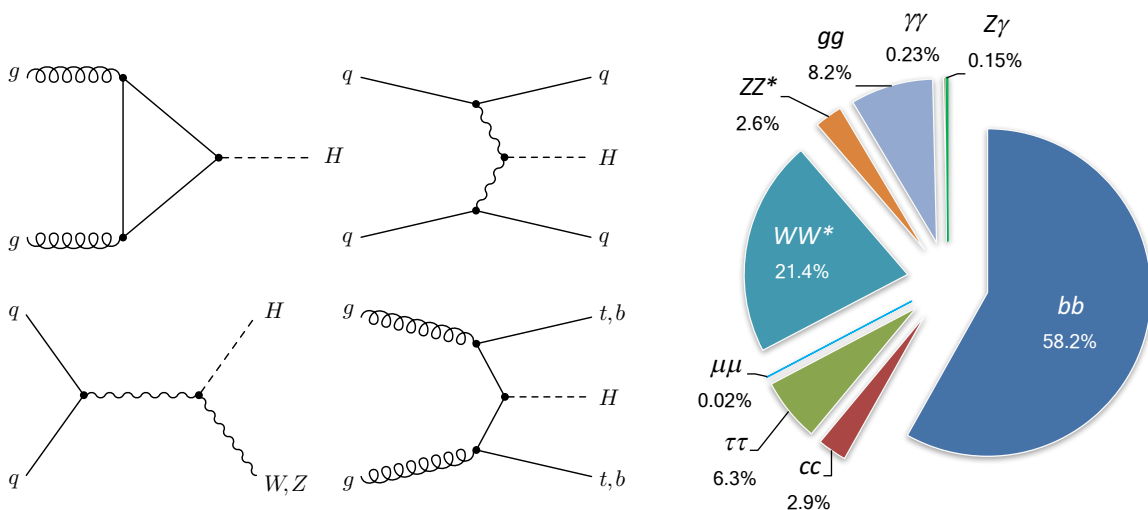 g
g
H
q
q
q
q
H
q
q
H
W, Z
g
g
t, b
H
t, b
bb
58.2%
cc
2.9%
ττ
6.3%
μμ
0.02%
WW*
21.4%
ZZ*
2.6%
gg
8.2%
γγ
0.23%
Zγ
0.15%